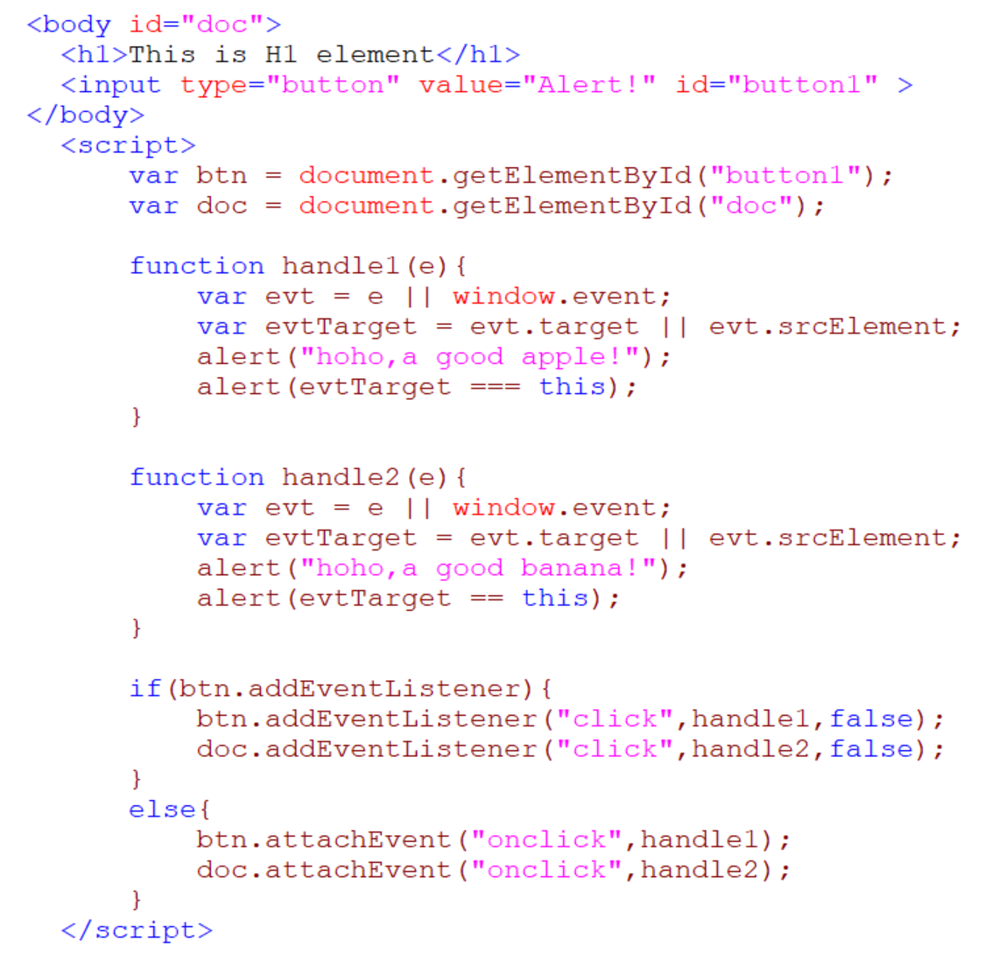 <body id="doc">
  <h1>This is H1 element</h1>
  <input type="button" value="Alert!" id="button1" >
</body>
  <script>
      var btn = document.getElementById("button1");
      var doc = document.getElementById("doc");

      function handle1(e){
          var evt = e || window.event;
          var evtTarget = evt.target || evt.srcElement;
          alert("hoho,a good apple!");
          alert(evtTarget === this);
      }

      function handle2(e){
          var evt = e || window.event;
          var evtTarget = evt.target || evt.srcElement;
          alert("hoho,a good banana!");
          alert(evtTarget == this);
      }

      if(btn.addEventListener){
          btn.addEventListener("click",handle1,false);
          doc.addEventListener("click",handle2,false);
      }
      else{
          btn.attachEvent("onclick",handle1);
          doc.attachEvent("onclick",handle2);
      }
  </script>